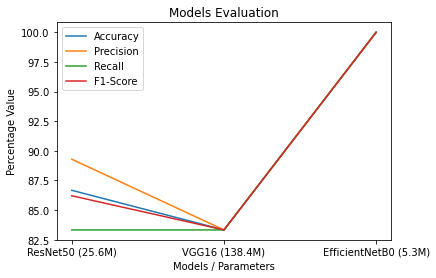 Models Evaluation
100.0
97.5
95.0
92.5
90.0
87.5
85.0
82.5
Percentage Value
Accuracy
Precision
Recall
F1-Score
ResNet50 (25.6M) VGG16 (138.4M) EfficientNetB0 (5.3M)
Models / Parameters